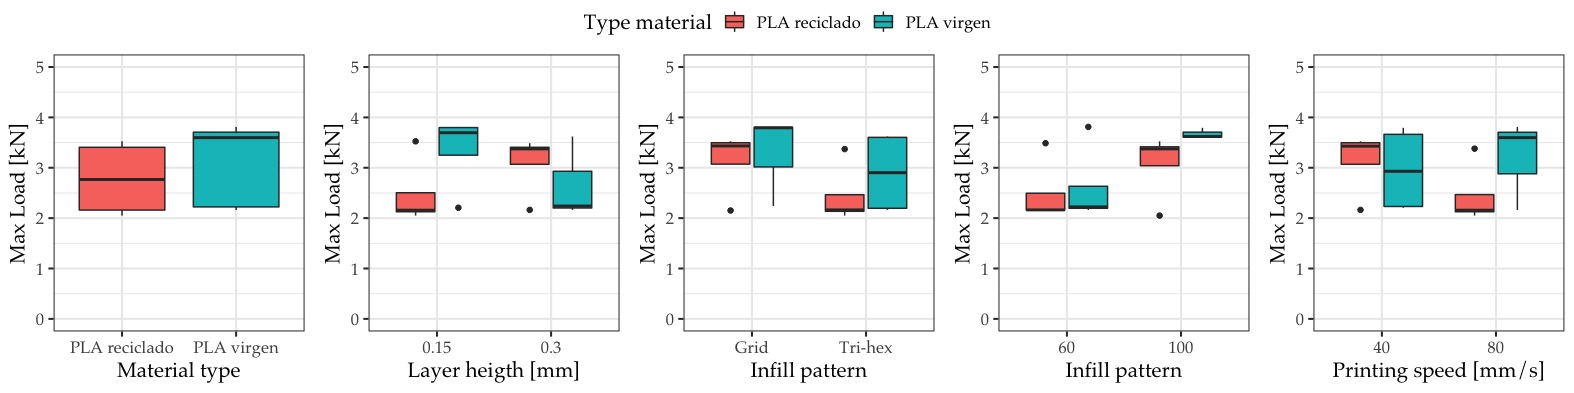 Type material PLA reciclado PLA virgen
Max Load [kN]
5
4
3
2
1
0
PLA reciclado PLA virgen
Material type
Max Load [kN]
5
4
3
2
1
0
0.15 0.3
Layer heigth [mm]
Max Load [kN]
5
4
3
2
1
0
Grid Tri-hex
Infill pattern
Max Load [kN]
5
4
3
2
1
0
60 100
Infill pattern
Max Load [kN]
5
4
3
2
1
0
40 80
Printing speed [mm/s]